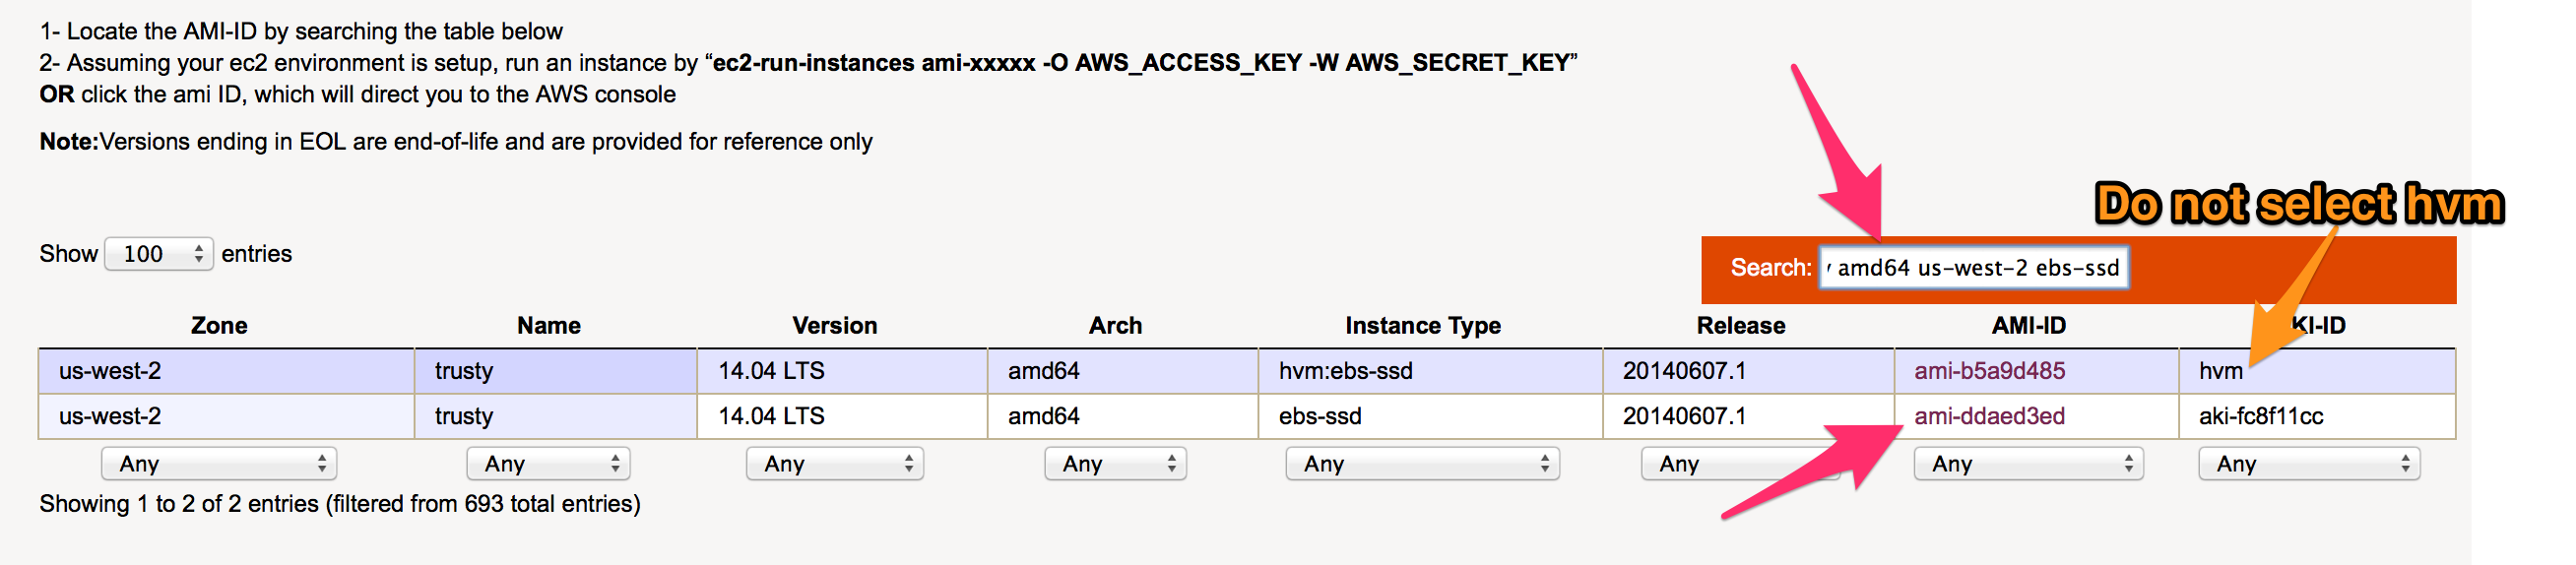 1- Locate the AMI-ID by searching the table below
2- Assuming your ec2 environment is setup, run an instance by “ec2-run-instances ami-xxxxx -O AWS_ACCESS_KEY -W AWS_SECRET_KEY”
OR click the ami ID, which will direct you to the AWS console
Note:Versions ending in EOL are end-of-life and are provided for reference only
Do not select hvm
Show 100 entries
Search: amd64 us-west-2 ebs-ssd
Zone Name Version Arch Instance Type Release AMI-ID KI-ID
us-west-2 trusty 14.04 LTS amd64 hvm:ebs-ssd 20140607.1 ami-b5a9d485 hvm
us-west-2 trusty 14.04 LTS amd64 ebs-ssd 20140607.1 ami-ddaed3ed aki-fc8f11cc
Any Any Any Any Any Any Any Any
Showing 1 to 2 of 2 entries (filtered from 693 total entries)